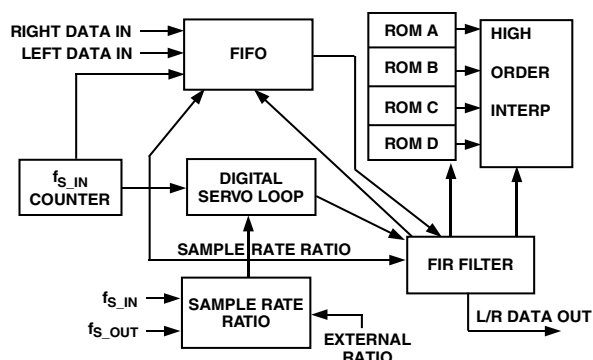 RIGHT DATA IN
LEFT DATA IN
FIFO
ROM A
ROM B
ROM C
ROM D
HIGH
ORDER
INTERP
fS_IN
COUNTER
DIGITAL
SERVO LOOP
SAMPLE RATE RATIO
FIR FILTER
fS_IN
fS_OUT
SAMPLE RATE
RATIO
EXTERNAL
RATIO
L/R DATA OUT